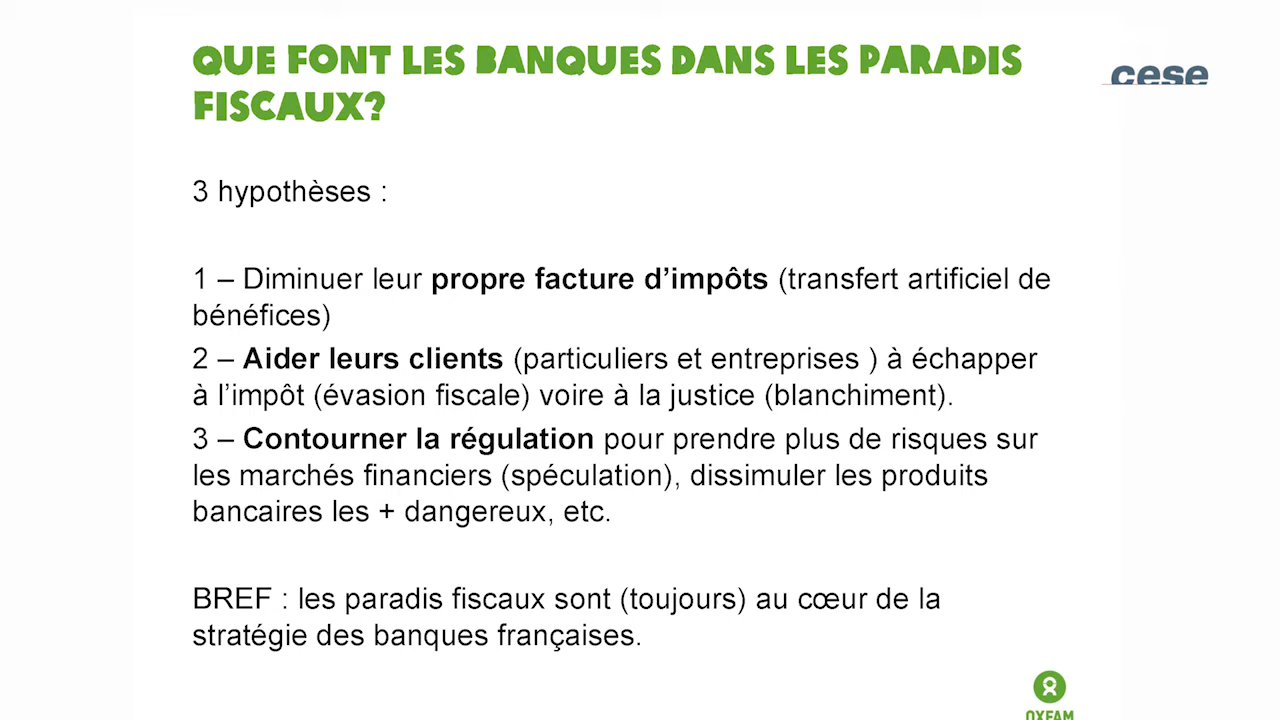 QUE FONT LES BANQUES DANS LES PARADIS
FISCAUX?
cese
3 hypothèses :
1 – Diminuer leur propre facture d’impôts (transfert artificiel de
bénéfices)
2 – Aider leurs clients (particuliers et entreprises ) à échapper
à l’impôt (évasion fiscale) voire à la justice (blanchiment).
3 – Contourner la régulation pour prendre plus de risques sur
les marchés financiers (spéculation), dissimuler les produits
bancaires les + dangereux, etc.
BREF : les paradis fiscaux sont (toujours) au cœur de la
stratégie des banques françaises.
OXFAM